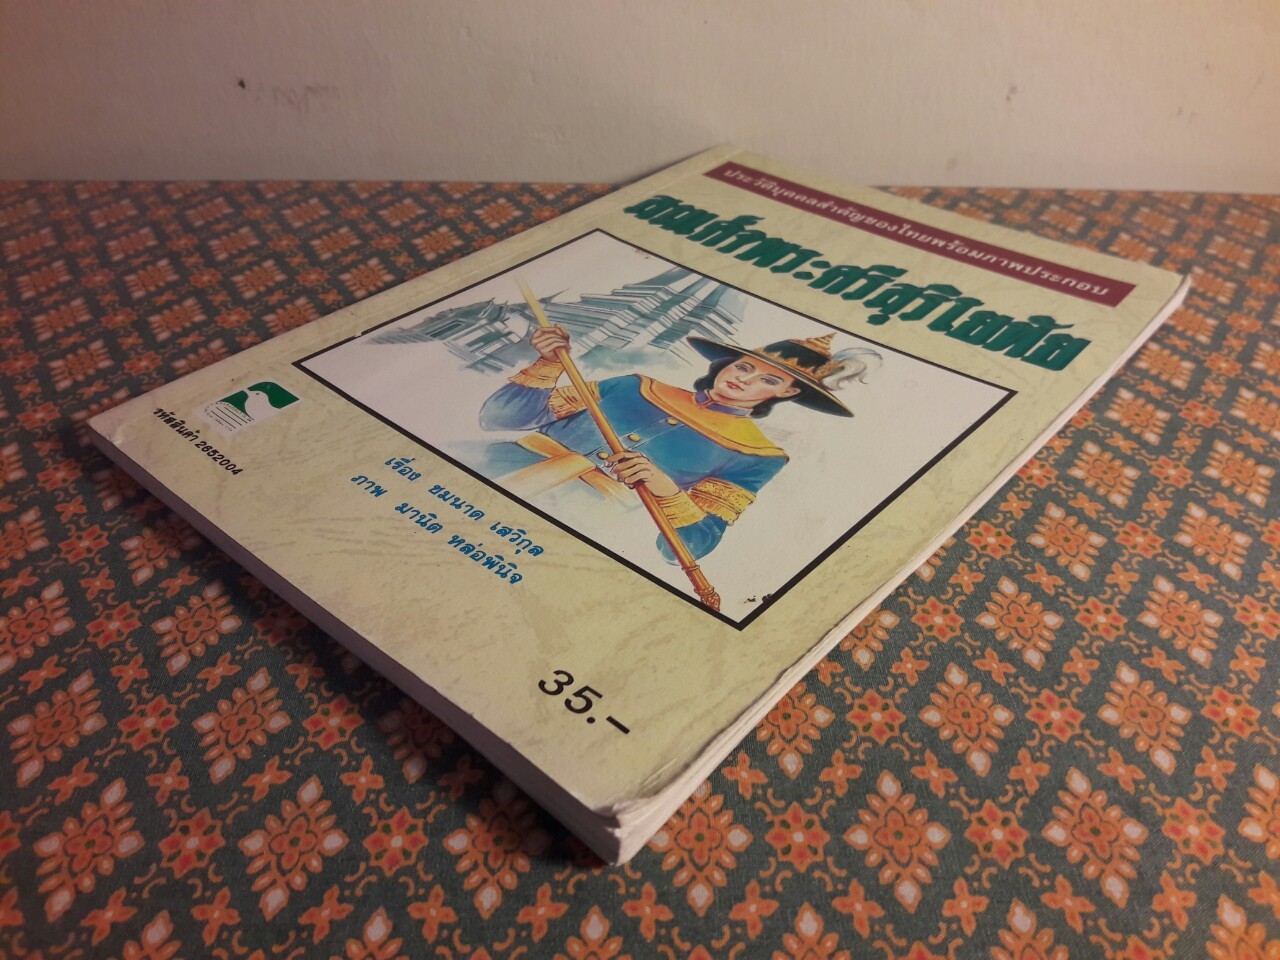 ประวัติบุคคลสำคัญของไทยพร้อมภาพประกอบ
สมเด็จพระศรีสุริโยทัย
รหัสสินค้า 2652004
เรื่อง ชมนาด เสวิกุล
ภาพ มานิต หล่อพินิจ
35.-